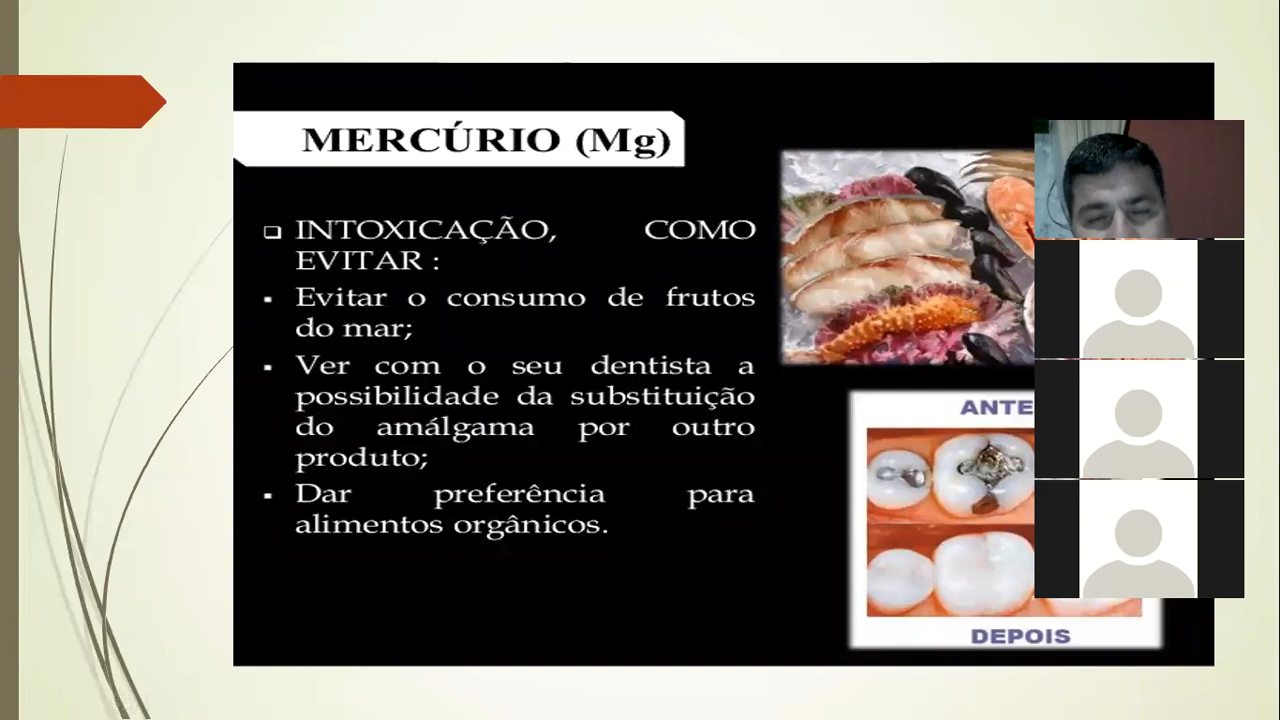 MERCÚRIO (Mg)
INTOXICAÇÃO, COMO
EVITAR :
Evitar o consumo de frutos
do mar;
Ver com o seu dentista a
possibilidade da substituição
do amálgama por outro
produto;
Dar preferência para
alimentos orgânicos.
ANTE
DEPOIS